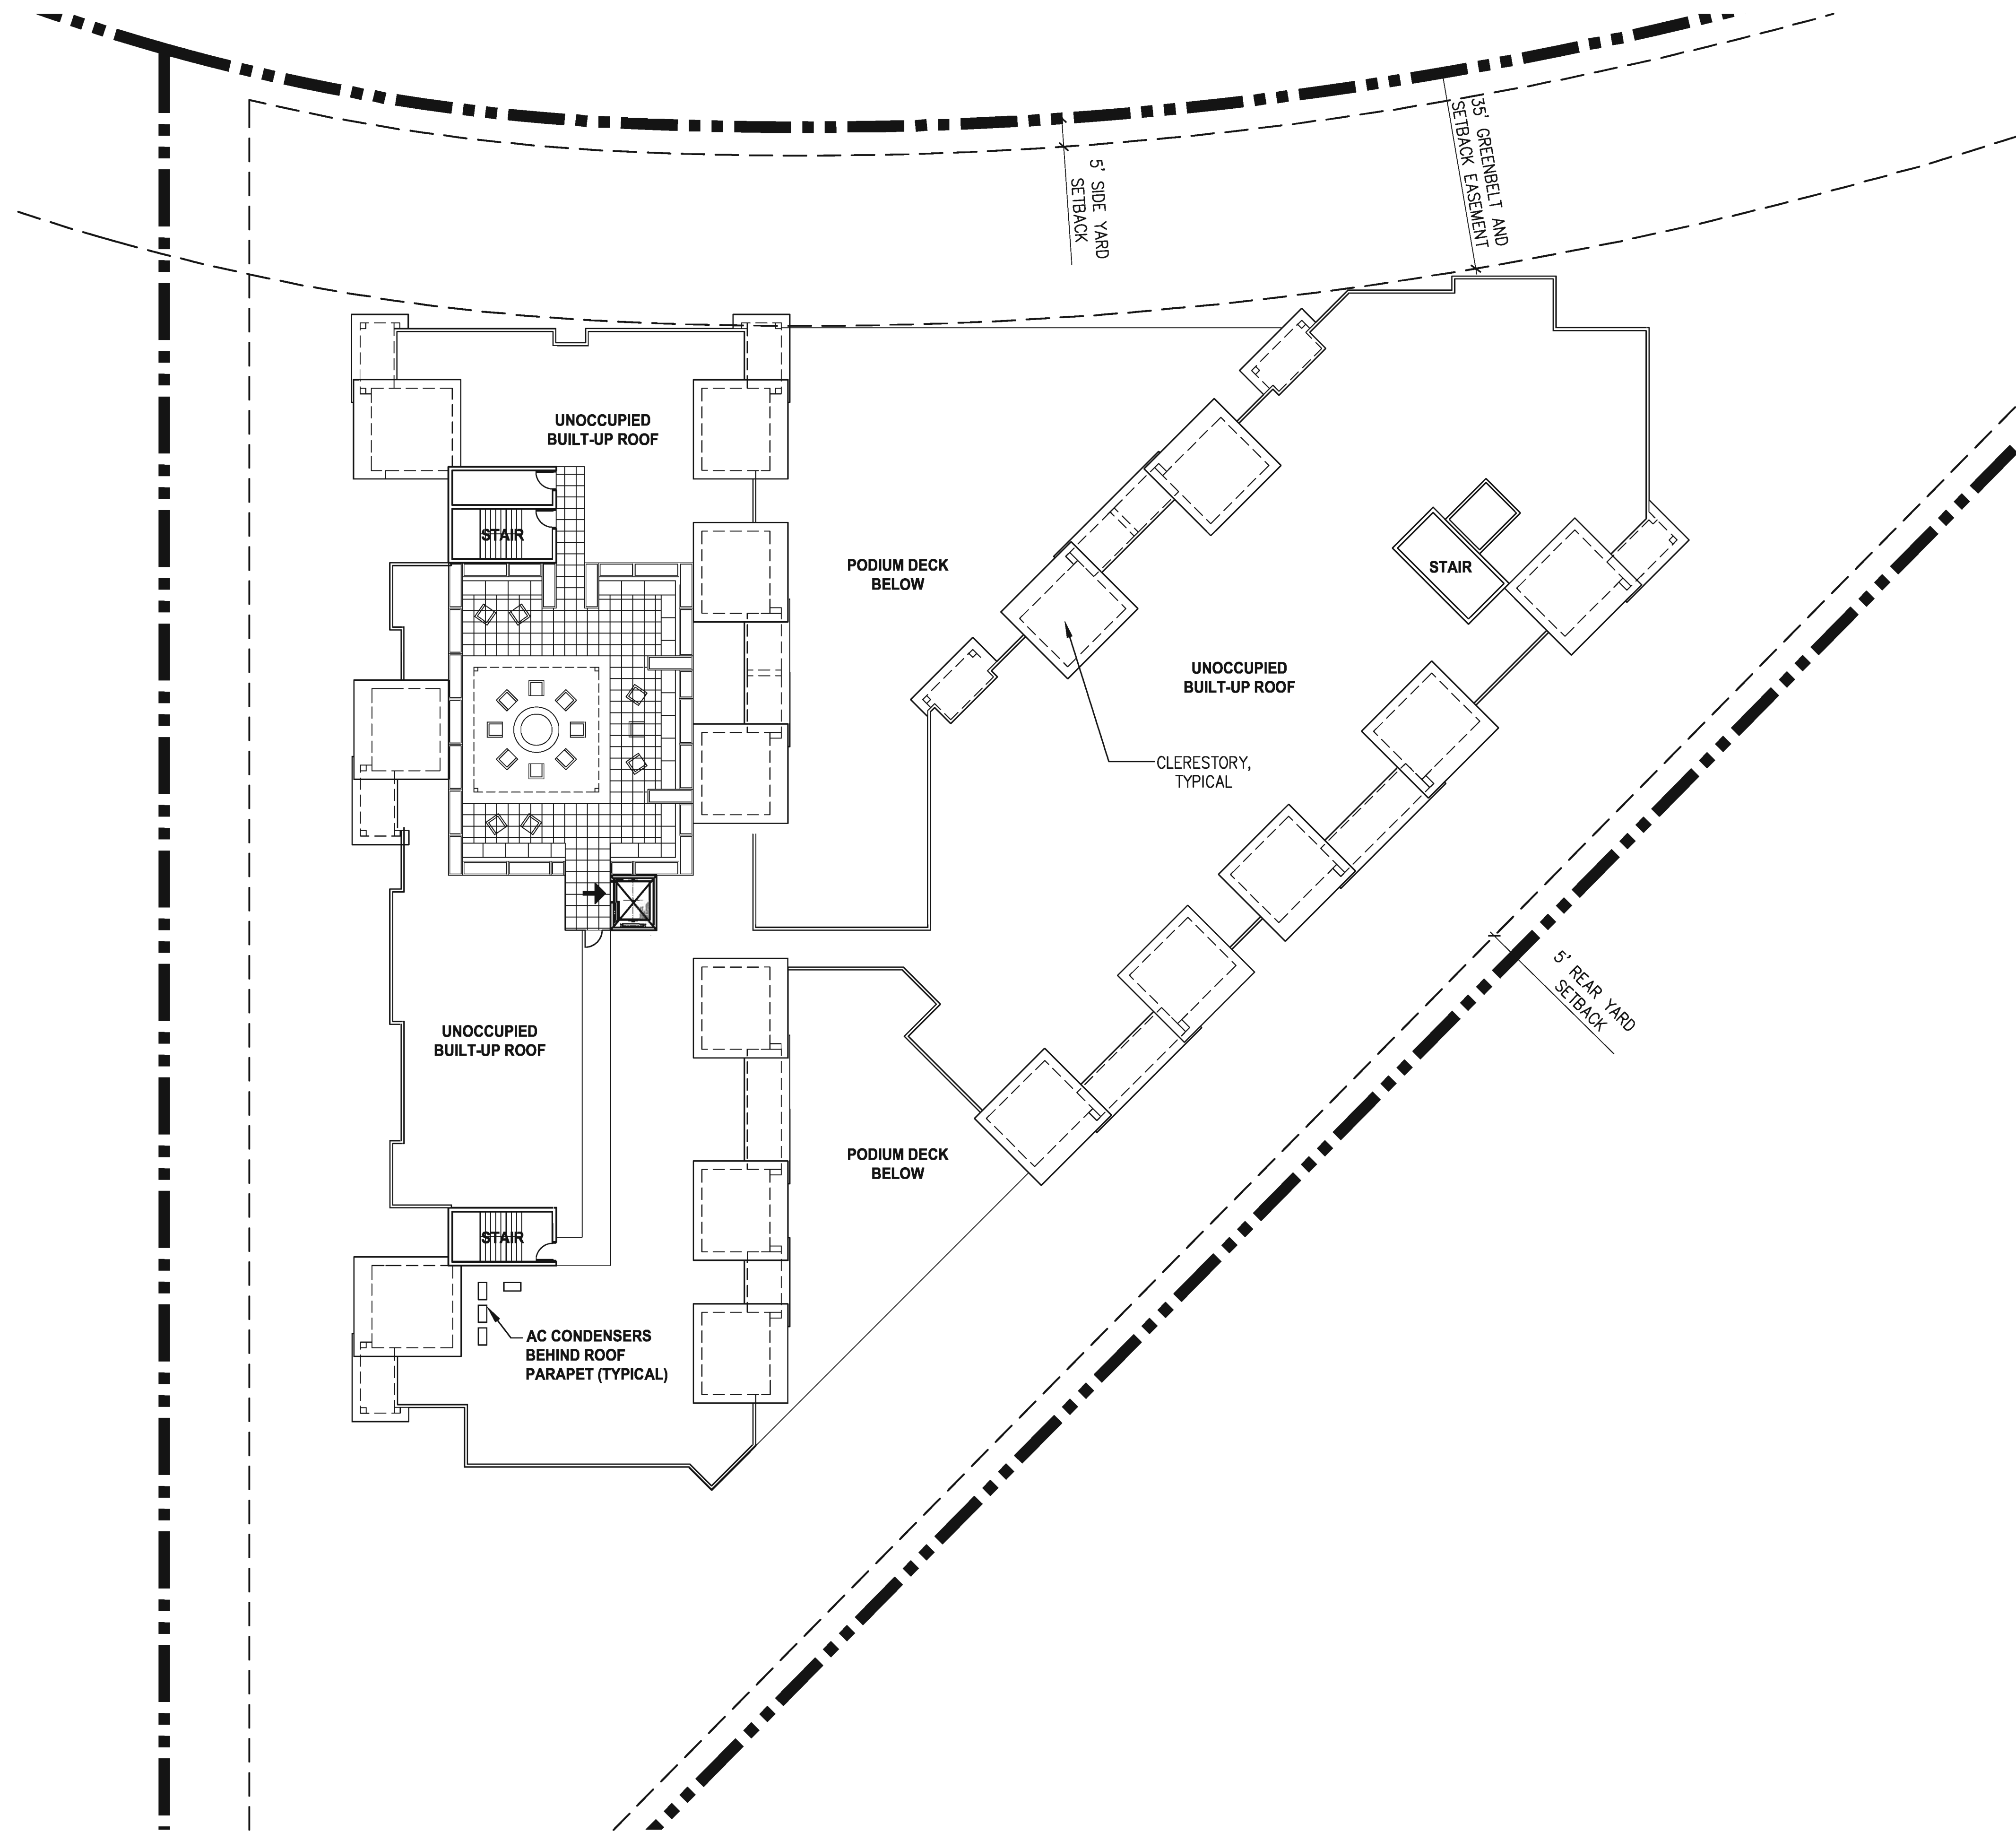 35' GREENBELT AND
SETBACK EASEMENT
5' SIDE YARD
SETBACK
UNOCCUPIED
BUILT-UP ROOF
STAIR
PODIUM DECK
BELOW
STAIR
UNOCCUPIED
BUILT-UP ROOF
CLERESTORY,
TYPICAL
5' REAR YARD
SETBACK
UNOCCUPIED
BUILT-UP ROOF
PODIUM DECK
BELOW
STAIR
AC CONDENSERS
BEHIND ROOF
PARAPET (TYPICAL)